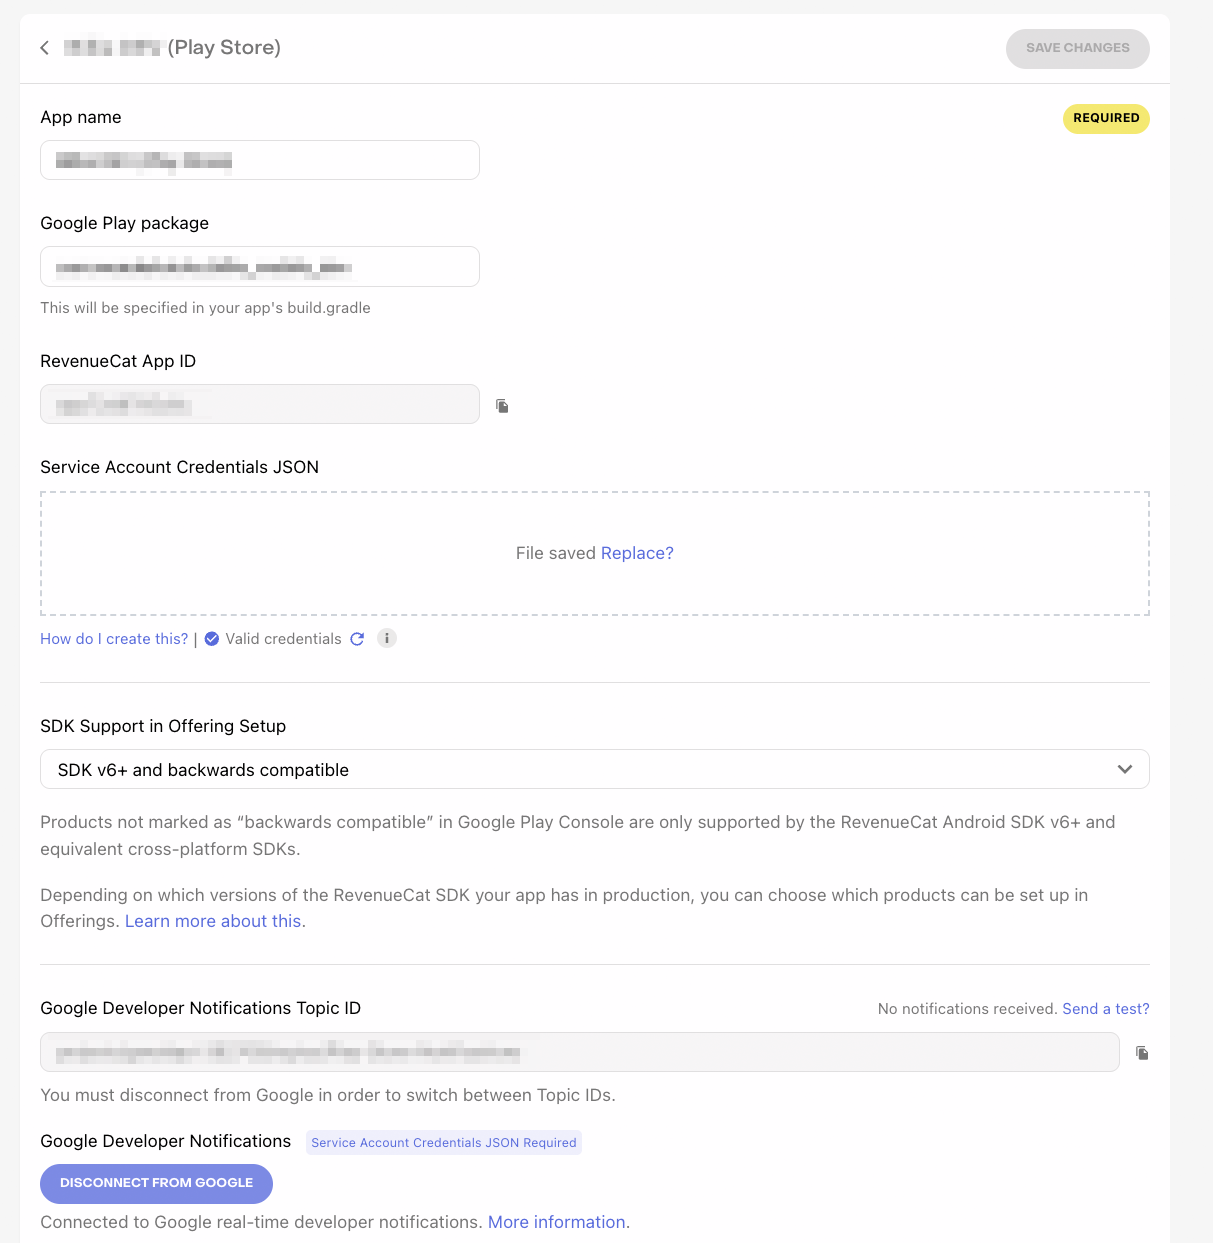 (Play Store)
SAVE CHANGES
App name
REQUIRED
Google Play package
This will be specified in your app's build.gradle
RevenueCat App ID
Service Account Credentials JSON
File saved Replace?
How do I create this? | Valid credentials
SDK Support in Offering Setup
SDK v6+ and backwards compatible
Products not marked as “backwards compatible” in Google Play Console are only supported by the RevenueCat Android SDK v6+ and
equivalent cross-platform SDKs.
Depending on which versions of the RevenueCat SDK your app has in production, you can choose which products can be set up in
Offerings. Learn more about this.
Google Developer Notifications Topic ID
No notifications received. Send a test?
You must disconnect from Google in order to switch between Topic IDs.
Google Developer Notifications Service Account Credentials JSON Required
DISCONNECT FROM GOOGLE
Connected to Google real-time developer notifications. More information.